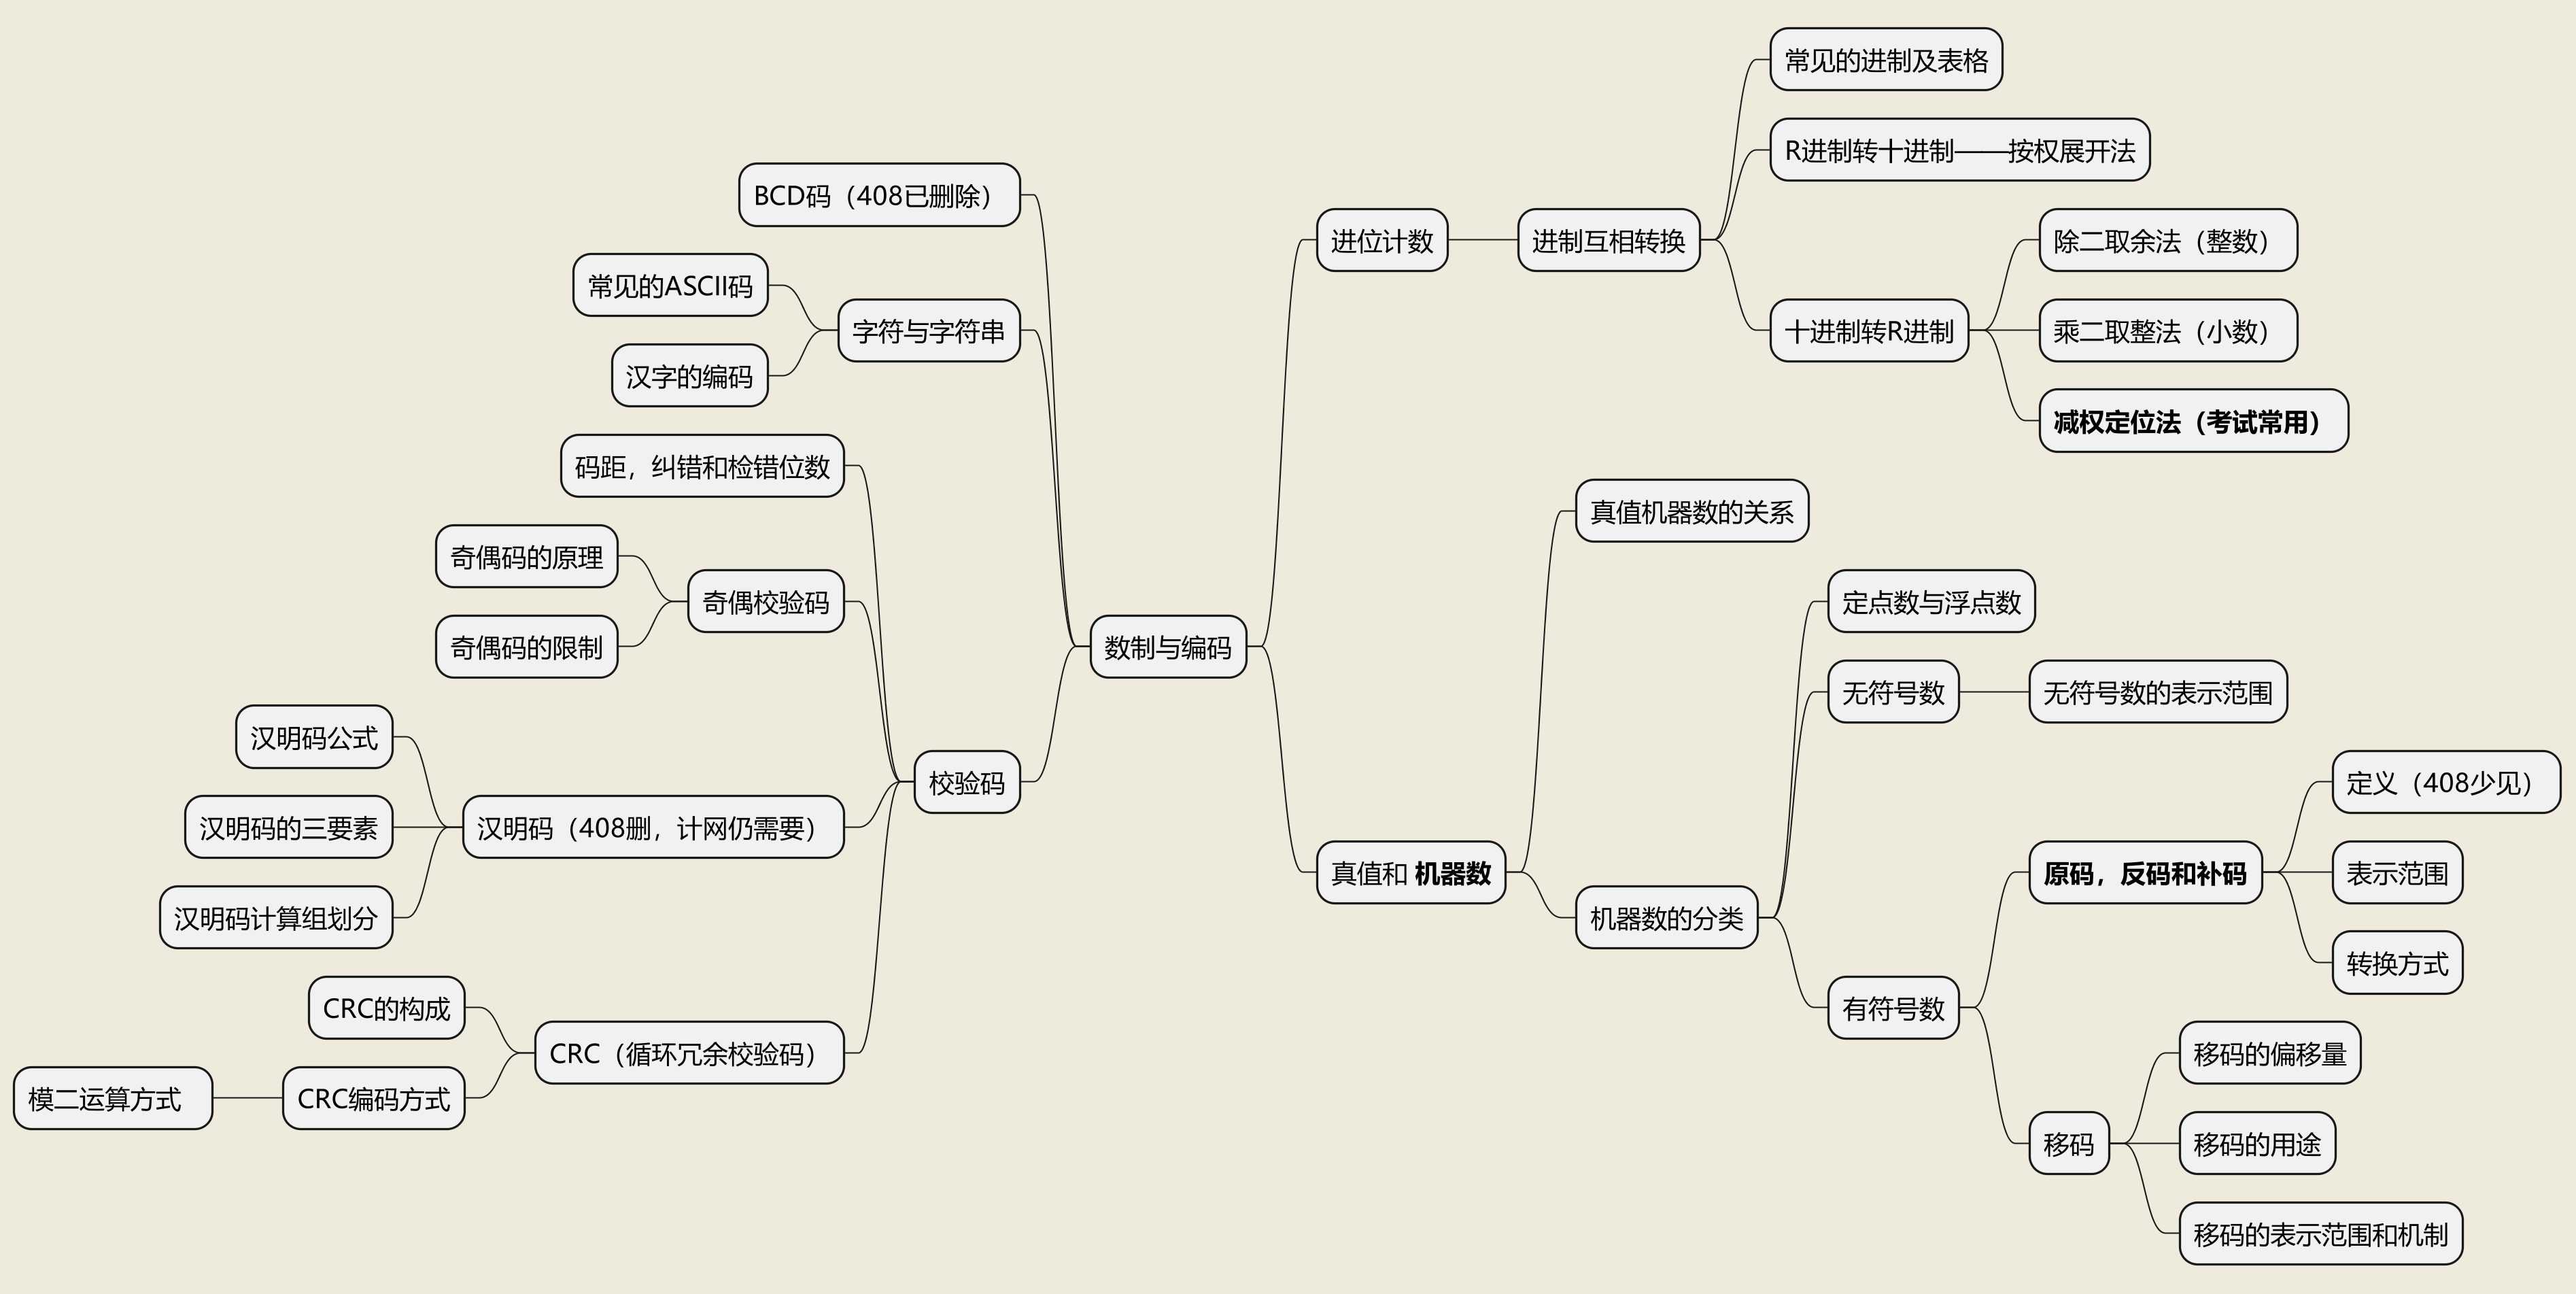 常见的进制及表格
R进制转十进制——按权展开法
BCD码（408已删除）
进位计数
进制互相转换
除二取余法（整数）
常见的ASCII码
字符与字符串
十进制转R进制
乘二取整法（小数）
汉字的编码
减权定位法（考试常用）
码距，纠错和检错位数
真值机器数的关系
奇偶码的原理
奇偶校验码
定点数与浮点数
奇偶码的限制
数制与编码
无符号数
无符号数的表示范围
汉明码公式
校验码
定义（408少见）
汉明码的三要素
汉明码（408删，计网仍需要）
真值和 机器数
原码，反码和补码
表示范围
汉明码计算组划分
机器数的分类
转换方式
CRC的构成
有符号数
CRC（循环冗余校验码）
移码的偏移量
模二运算方式
CRC编码方式
移码
移码的用途
移码的表示范围和机制